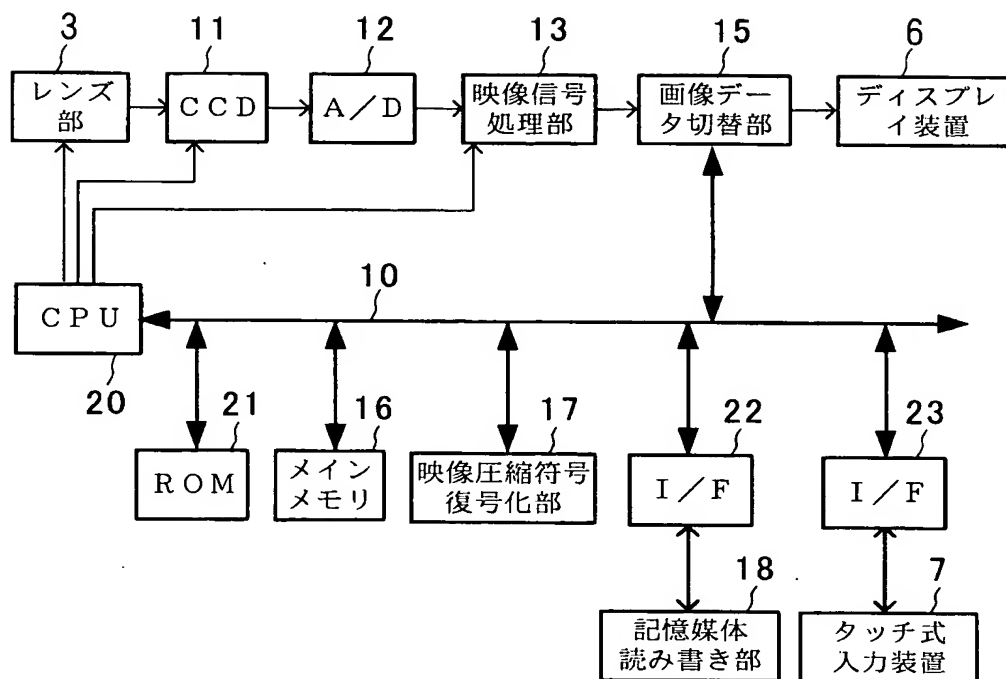 3
11
12
13
15
6
レンズ
部
CCD
A/D
映像信号
処理部
画像デー
タ切替部
ディスプレ
イ装置
CPU
10
20
21
16
17
22
23
ROM
メイン
メモリ
映像圧縮符号
復号化部
I/F
I/F
18
7
記憶媒体
読み書き部
タッチ式
入力装置